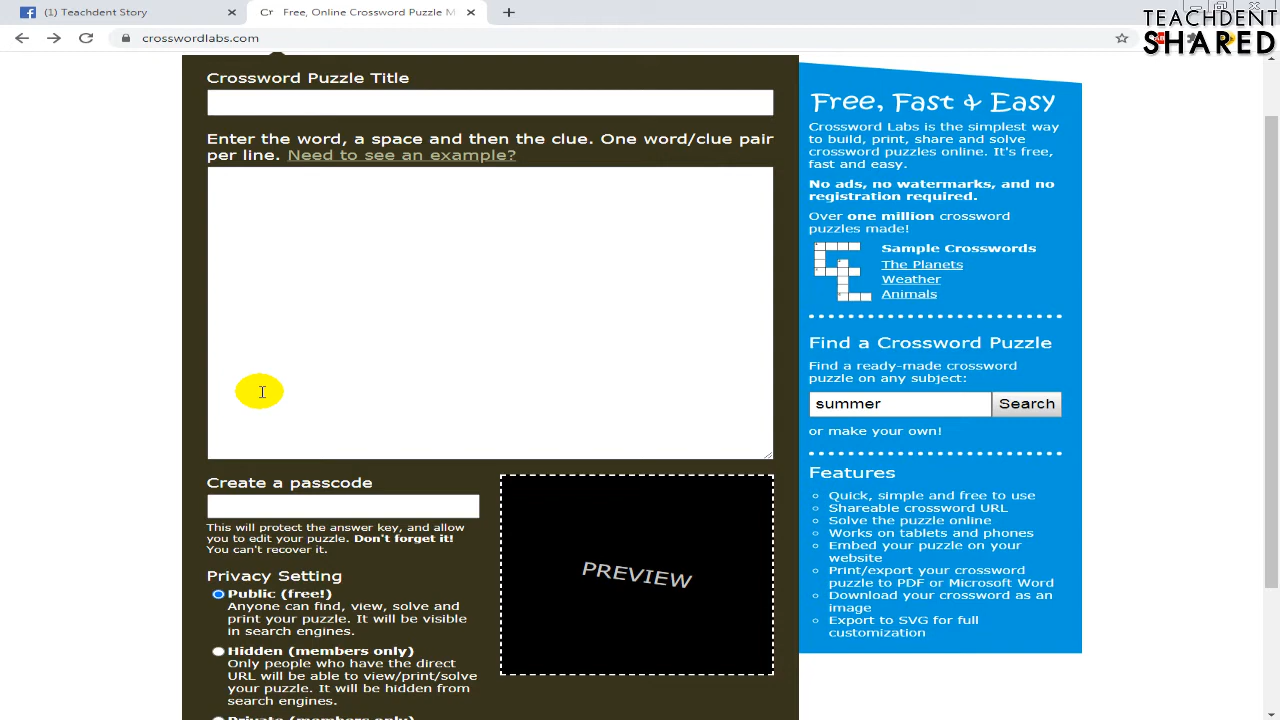 (1) Teachdent Story
Free, Online Crossword Puzzle M
crosswordlabs.com
TEACHDENT
SHARED
Crossword Puzzle Title
Enter the word, a space and then the clue. One word/clue pair
per line. Need to see an example?
Create a passcode
This will protect the answer key, and allow
you to edit your puzzle. Don't forget it!
You can't recover it.
Privacy Setting
Public (free!)
Anyone can find, view, solve and
print your puzzle. It will be visible
in search engines.
Hidden (members only)
Only people who have the direct
URL will be able to view/print/solve
your puzzle. It will be hidden from
search engines.
Private (members only)
PREVIEW
Free, Fast & Easy
Crossword Labs is the simplest way
to build, print, share and solve
crossword puzzles online. It's free,
fast and easy.
No ads, no watermarks, and no
registration required.
Over one million crossword
puzzles made!
Sample Crosswords
The Planets
Weather
Animals
Find a Crossword Puzzle
Find a ready-made crossword
puzzle on any subject:
summer
Search
or make your own!
Features
Quick, simple and free to use
Shareable crossword URL
Solve the puzzle online
Works on tablets and phones
Embed your puzzle on your
website
Print/export your crossword
puzzle to PDF or Microsoft Word
Download your crossword as an
image
Export to SVG for full
customization